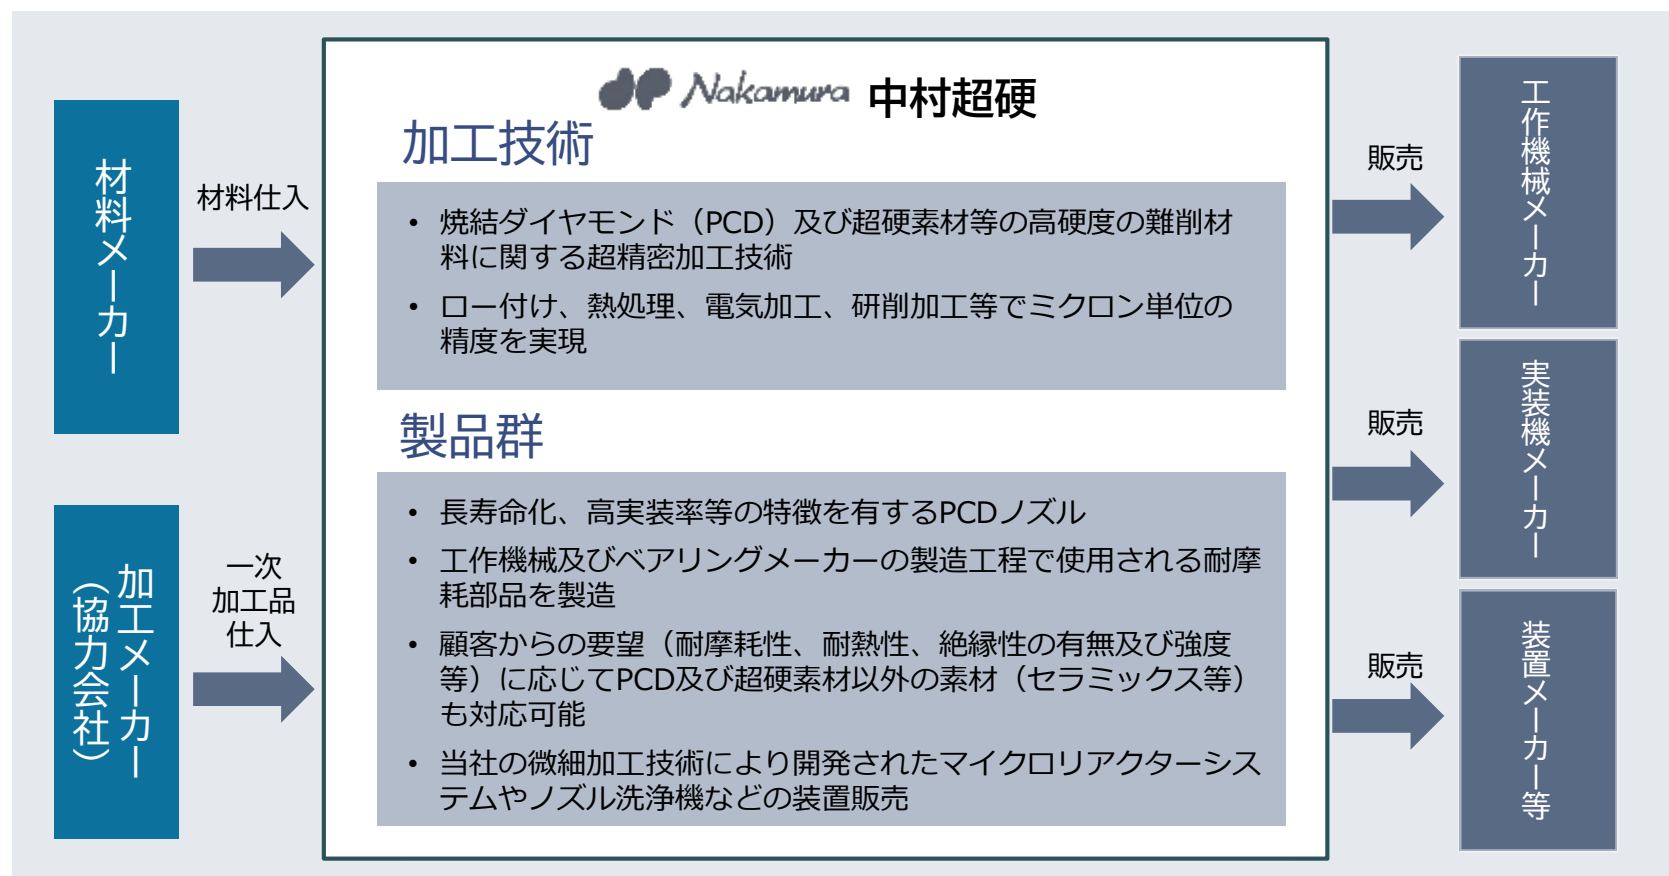 Nakamura 中村超硬
材料メーカー
材料仕入
加工メーカー
（協力会社）
一次
加工品
仕入
加工技術
• 焼結ダイヤモンド（PCD）及び超硬素材等の高硬度の難削材
料に関する超精密加工技術
• ロー付け、熱処理、電気加工、研削加工等でミクロン単位の
精度を実現
製品群
• 長寿命化、高実装率等の特徴を有するPCDノズル
• 工作機械及びベアリングメーカーの製造工程で使用される耐摩
耗部品を製造
• 顧客からの要望（耐摩耗性、耐熱性、絶縁性の有無及び強度
等）に応じてPCD及び超硬素材以外の素材（セラミックス等）
も対応可能
• 当社の微細加工技術により開発されたマイクロリアクターシス
テムやノズル洗浄機などの装置販売
販売
工作機械メーカー
販売
実装機メーカー
販売
装置メーカー等